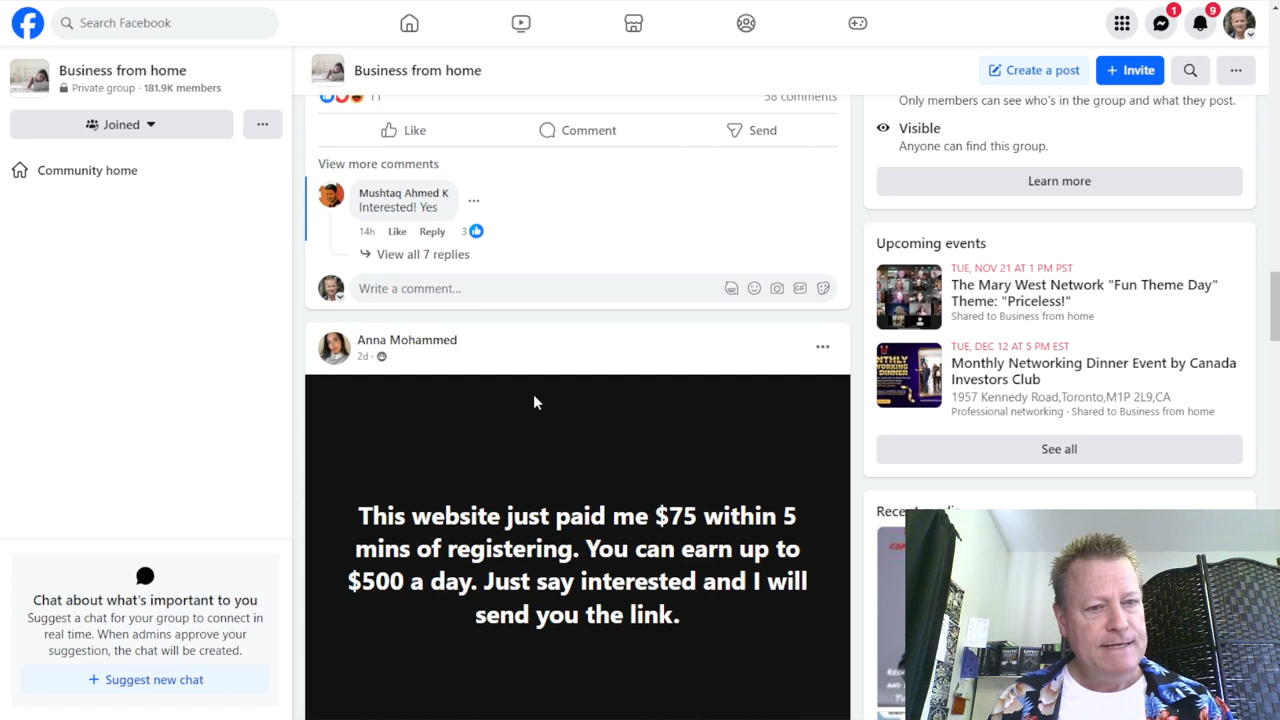 Search Facebook
1
9
Business from home
Private group · 181.9K members
Joined
Community home
Chat about what's important to you
Suggest a chat for your group to connect in
real time. When admins approve your
suggestion, the chat will be created.
+ Suggest new chat
Business from home
Create a post
+ Invite
11
58 comments
Like
Comment
Send
View more comments
Mushtaq Ahmed K
Interested! Yes
14h Like Reply 3
View all 7 replies
Write a comment...
GIF
Anna Mohammed
2d ·
This website just paid me $75 within 5
mins of registering. You can earn up to
$500 a day. Just say interested and I will
send you the link.
Only members can see who's in the group and what they post.
Visible
Anyone can find this group.
Learn more
Upcoming events
TUE, NOV 21 AT 1 PM PST
The Mary West Network "Fun Theme Day"
Theme: "Priceless!"
Shared to Business from home
TUE, DEC 12 AT 5 PM EST
Monthly Networking Dinner Event by Canada
Investors Club
1957 Kennedy Road,Toronto,M1P 2L9,CA
Professional networking · Shared to Business from home
See all